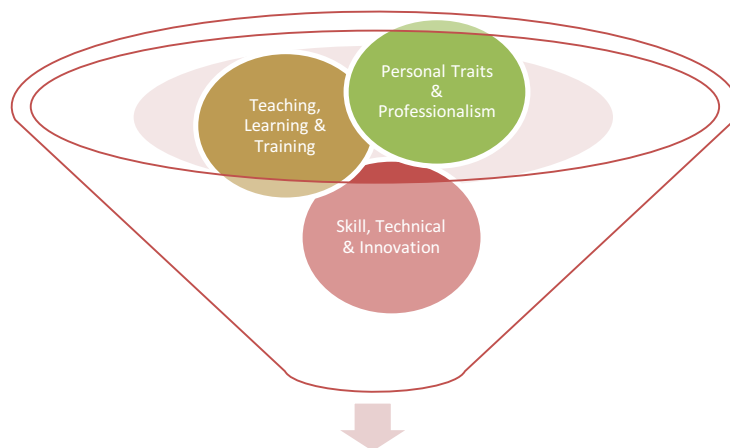 Personal Traits
&
Professionalism
Teaching,
Learning &
Training
Skill, Technical
& Innovation